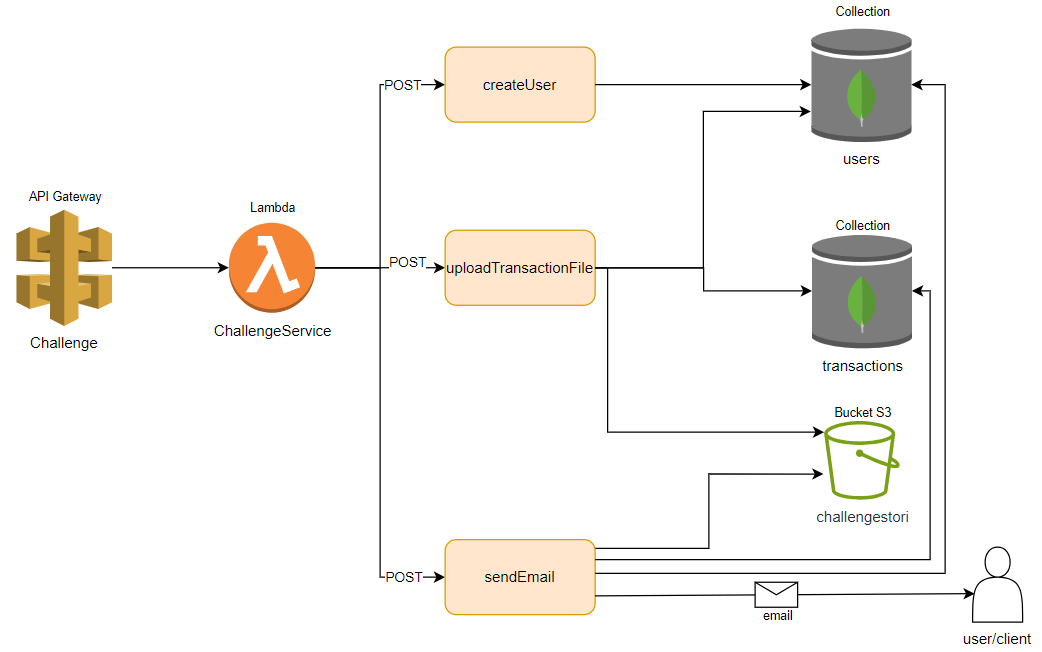 Collection
POST
createUser
users
API Gateway
Lambda
Collection
POST
uploadTransactionFile
ChallengeService
Challenge
transactions
Bucket S3
challengestori
POST
sendEmail
email
user/client